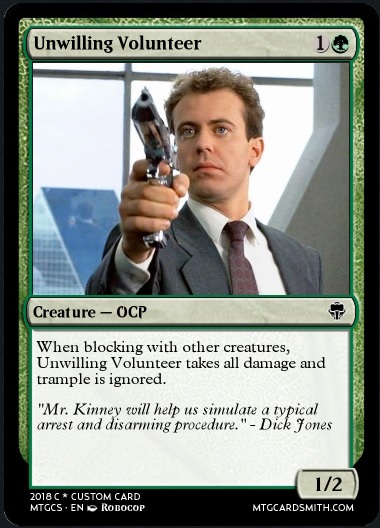 Unwilling Volunteer 1
Creature — OCP
When blocking with other creatures,
Unwilling Volunteer takes all damage and
trample is ignored.
"Mr. Kinney will help us simulate a typical
arrest and disarming procedure." - Dick Jones
1/2
2018 C * CUSTOM CARD
MTGCS • EN ROBOCOP
MTGCARDSMITH.COM